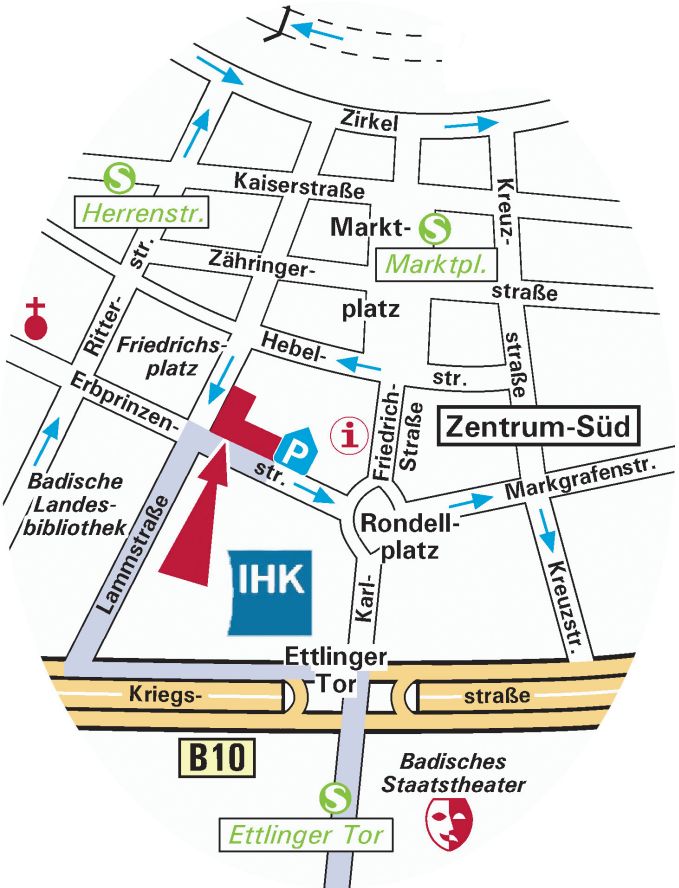 Zirkel
S
Kaiserstraße
Herrenstr.
Kreuz-
Markt-
S
Marktpl.
str.
Zähringer-
straße
platz
Ritter-
Friedrichs-
platz
Hebel-
str.
straße
Erbprinzen-
Friedrich-
Straße
Zentrum-Süd
P
i
str.
Markgrafenstr.
Badische
Landes-
bibliothek
Rondell-
platz
Lammstraße
IHK
Karl-
Kreuzstr.
Ettlinger
Tor
Kriegs-
straße
B10
Badisches
Staatstheater
S
Ettlinger Tor